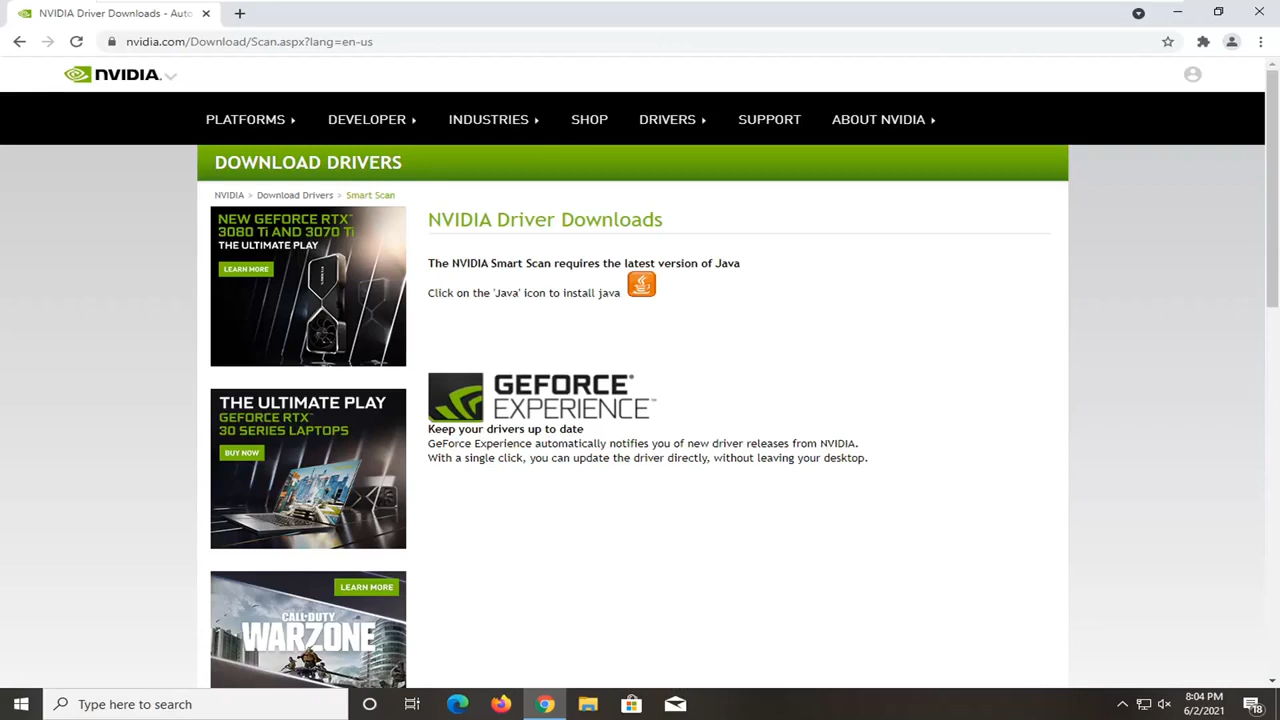 NVIDIA Driver Downloads - Auto
nvidia.com/Download/Scan.aspx?lang=en-us
NVIDIA.
PLATFORMS DEVELOPER INDUSTRIES SHOP DRIVERS SUPPORT ABOUT NVIDIA
DOWNLOAD DRIVERS
NVIDIA > Download Drivers > Smart Scan
NEW GEFORCE RTX™
3080 Ti AND 3070 Ti
THE ULTIMATE PLAY
LEARN MORE
NVIDIA Driver Downloads
The NVIDIA Smart Scan requires the latest version of Java
Click on the 'Java' icon to install java
GEFORCE®
EXPERIENCE™
Keep your drivers up to date
GeForce Experience automatically notifies you of new driver releases from NVIDIA.
With a single click, you can update the driver directly, without leaving your desktop.
THE ULTIMATE PLAY
GEFORCE RTX™
30 SERIES LAPTOPS
BUY NOW
LEARN MORE
CALL·DUTY
WARZONE
Type here to search
8:04 PM
6/2/2021
18